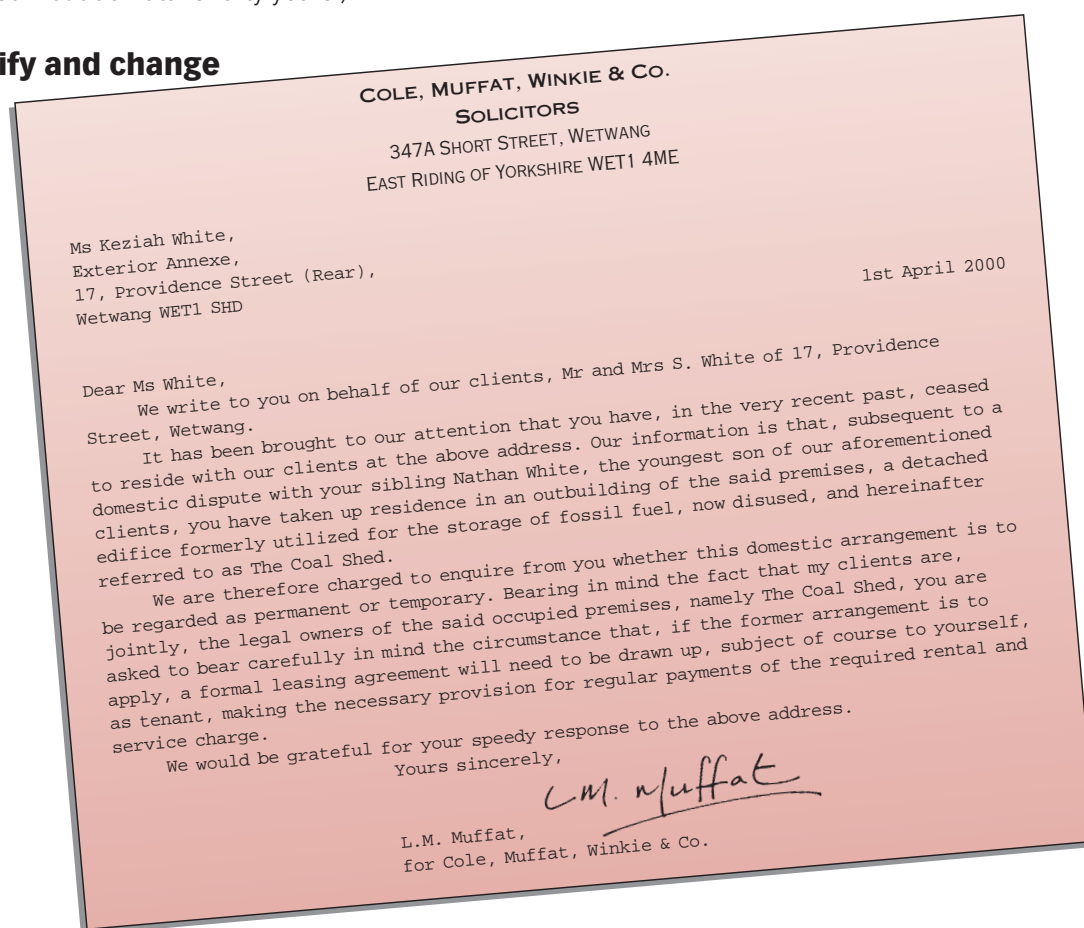 ify and change
COLE, MUFFAT, WINKIE & CO.
SOLICITORS
347A SHORT STREET, WETWANG
EAST RIDING OF YORKSHIRE WET1 4ME
Ms Keziah White,
Exterior Annexe,
17, Providence Street (Rear),
Wetwang WET1 SHD
1st April 2000
Dear Ms White,
We write to you on behalf of our clients, Mr and Mrs S. White of 17, Providence
Street, Wetwang.
It has been brought to our attention that you have, in the very recent past, ceased
to reside with our clients at the above address. Our information is that, subsequent to a
domestic dispute with your sibling Nathan White, the youngest son of our aforementioned
clients, you have taken up residence in an outbuilding of the said premises, a detached
edifice formerly utilized for the storage of fossil fuel, now disused, and hereinafter
referred to as The Coal Shed.
We are therefore charged to enquire from you whether this domestic arrangement is to
be regarded as permanent or temporary. Bearing in mind the fact that my clients are,
jointly, the legal owners of the said occupied premises, namely The Coal Shed, you are
asked to bear carefully in mind the circumstance that, if the former arrangement is to
apply, a formal leasing agreement will need to be drawn up, subject of course to yourself,
as tenant, making the necessary provision for regular payments of the required rental and
service charge.
We would be grateful for your speedy response to the above address.
Yours sincerely,
L.M. Muffat
L.M. Muffat,
for Cole, Muffat, Winkie & Co.